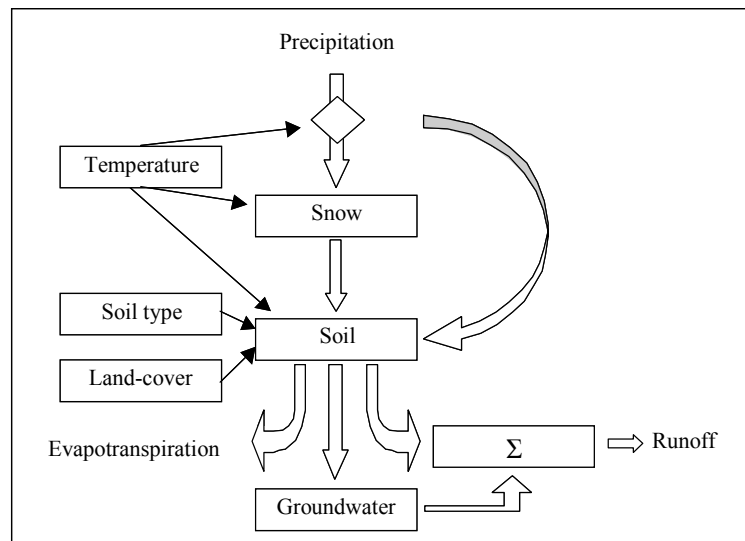 Precipitation
Temperature
Snow
Soil type
Soil
Land-cover
Evapotranspiration
Σ
Runoff
Groundwater